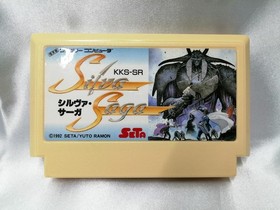 ファミリーコンピュータ
KKS-SR
Silva
Saga
シルヴァ・
サーガ
©1992 SETA/YUTO RAMON
SETA